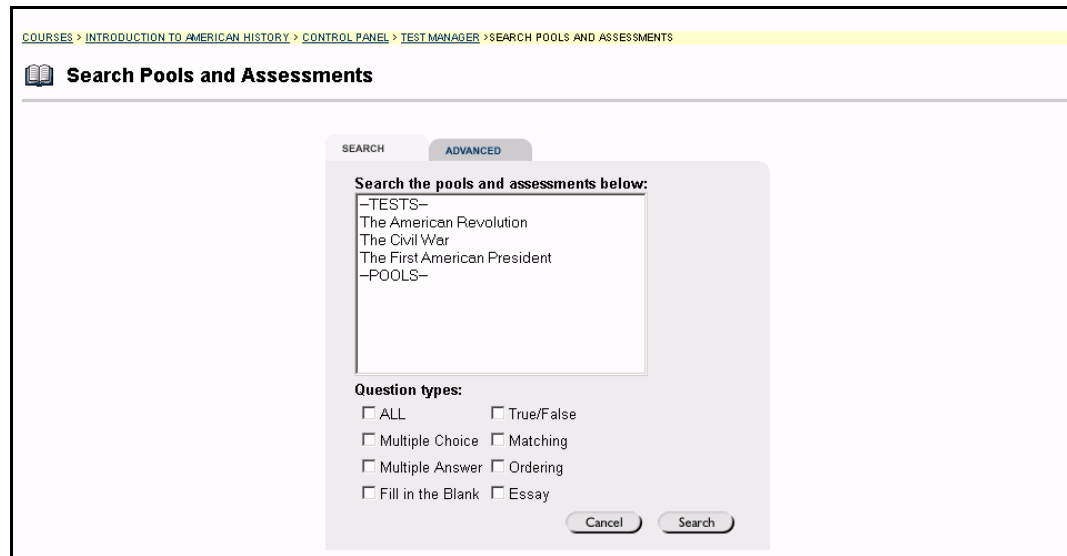 COURSES > INTRODUCTION TO AMERICAN HISTORY > CONTROL PANEL > TEST MANAGER >SEARCH POOLS AND ASSESSMENTS
Search Pools and Assessments
SEARCH ADVANCED
Search the pools and assessments below:
--TESTS--
The American Revolution
The Civil War
The First American President
--POOLS--
Question types:
ALL True/False
Multiple Choice Matching
Multiple Answer Ordering
Fill in the Blank Essay
Cancel Search